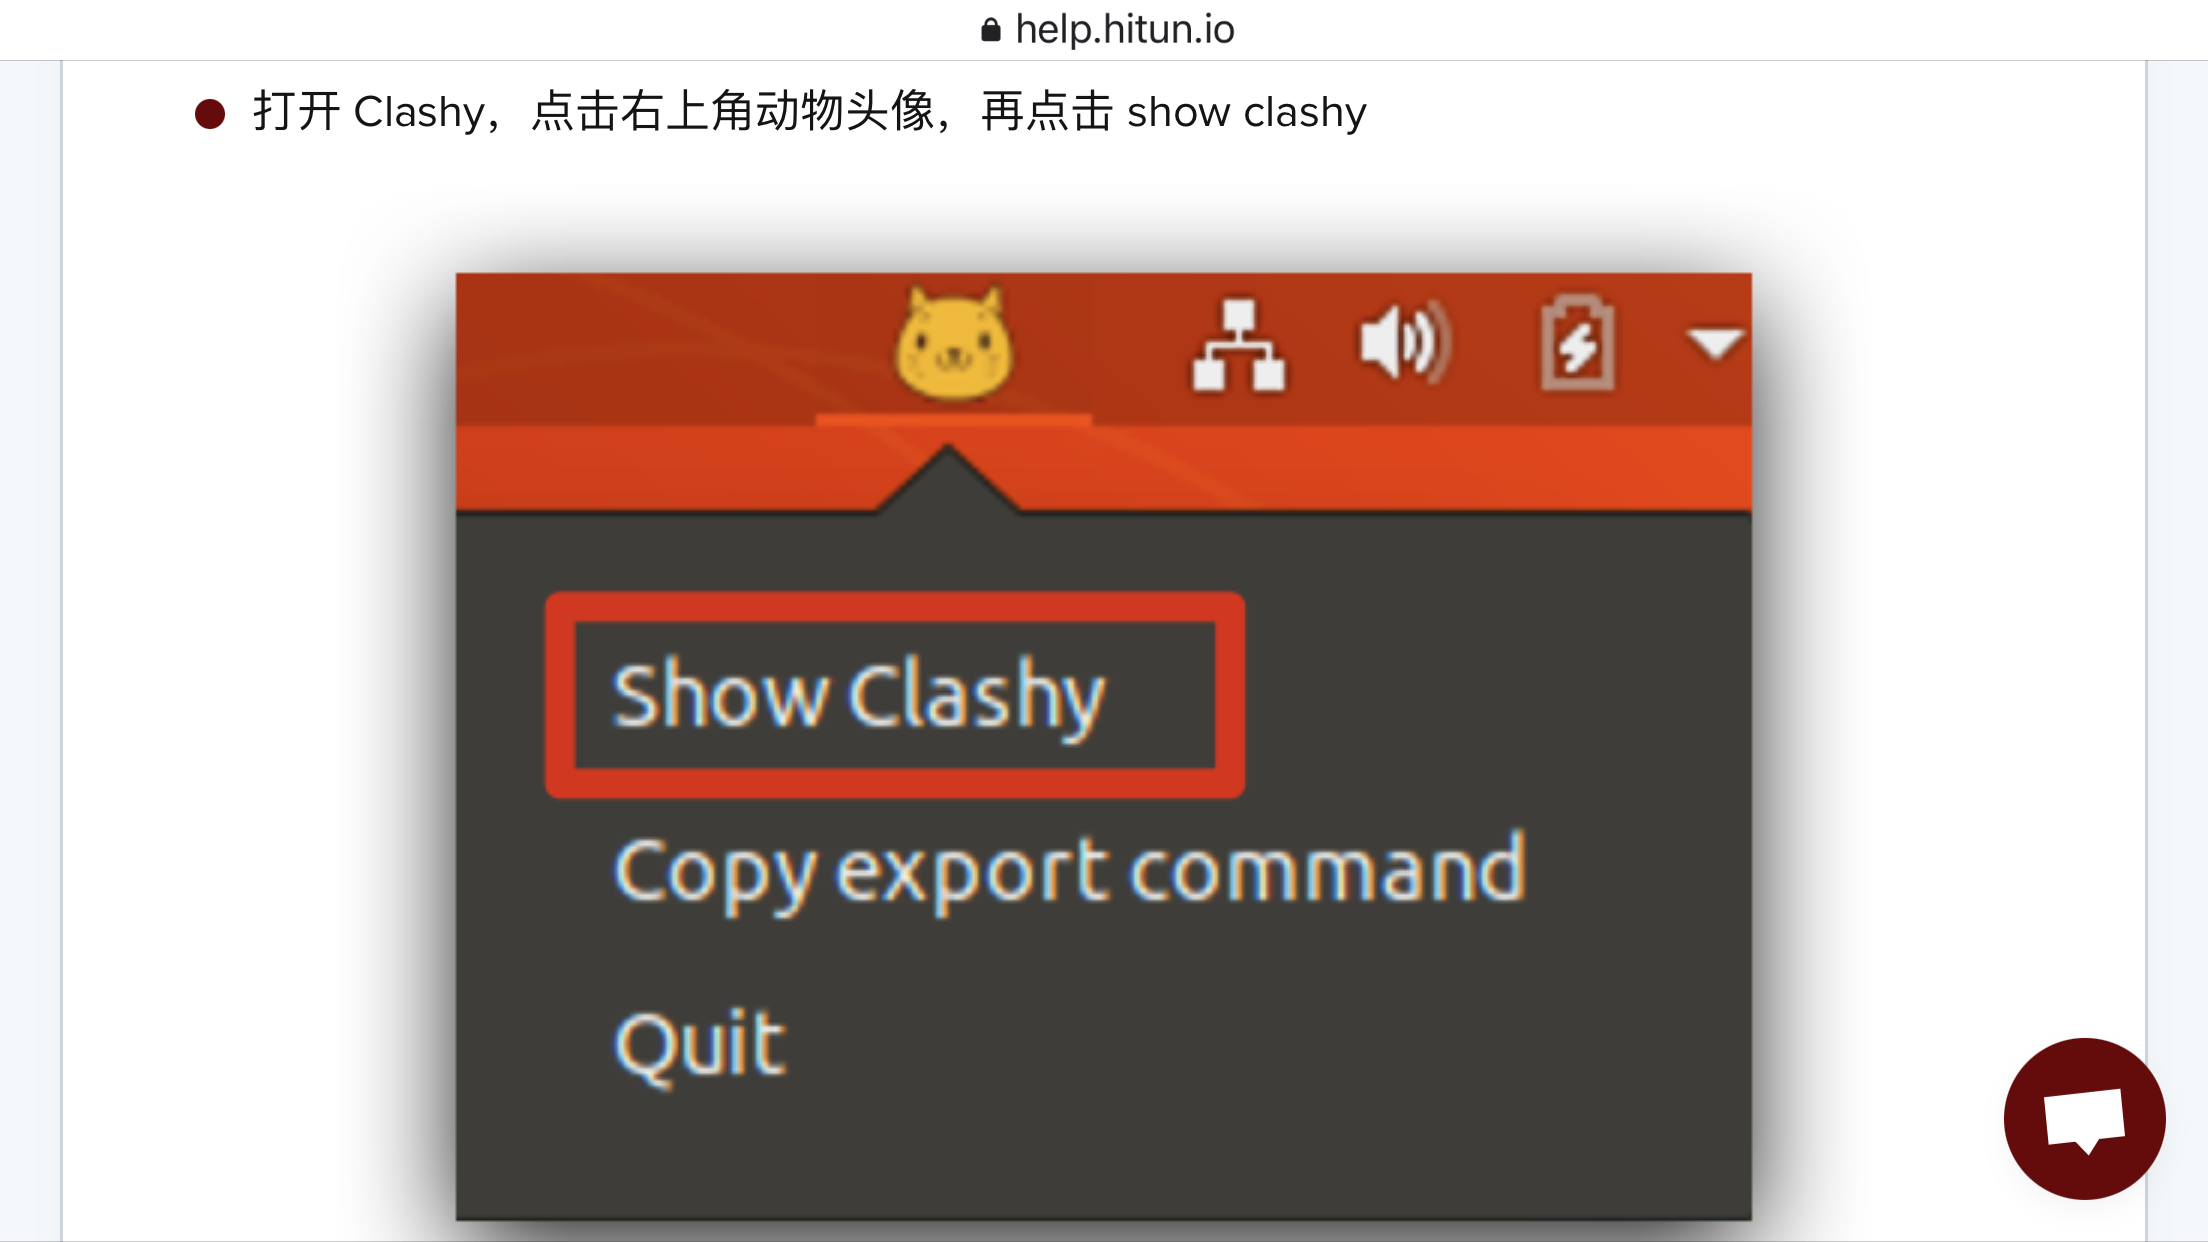 help.hitun.io
打开 Clashy，点击右上角动物头像，再点击 show clashy
Show Clashy
Copy export command
Quit